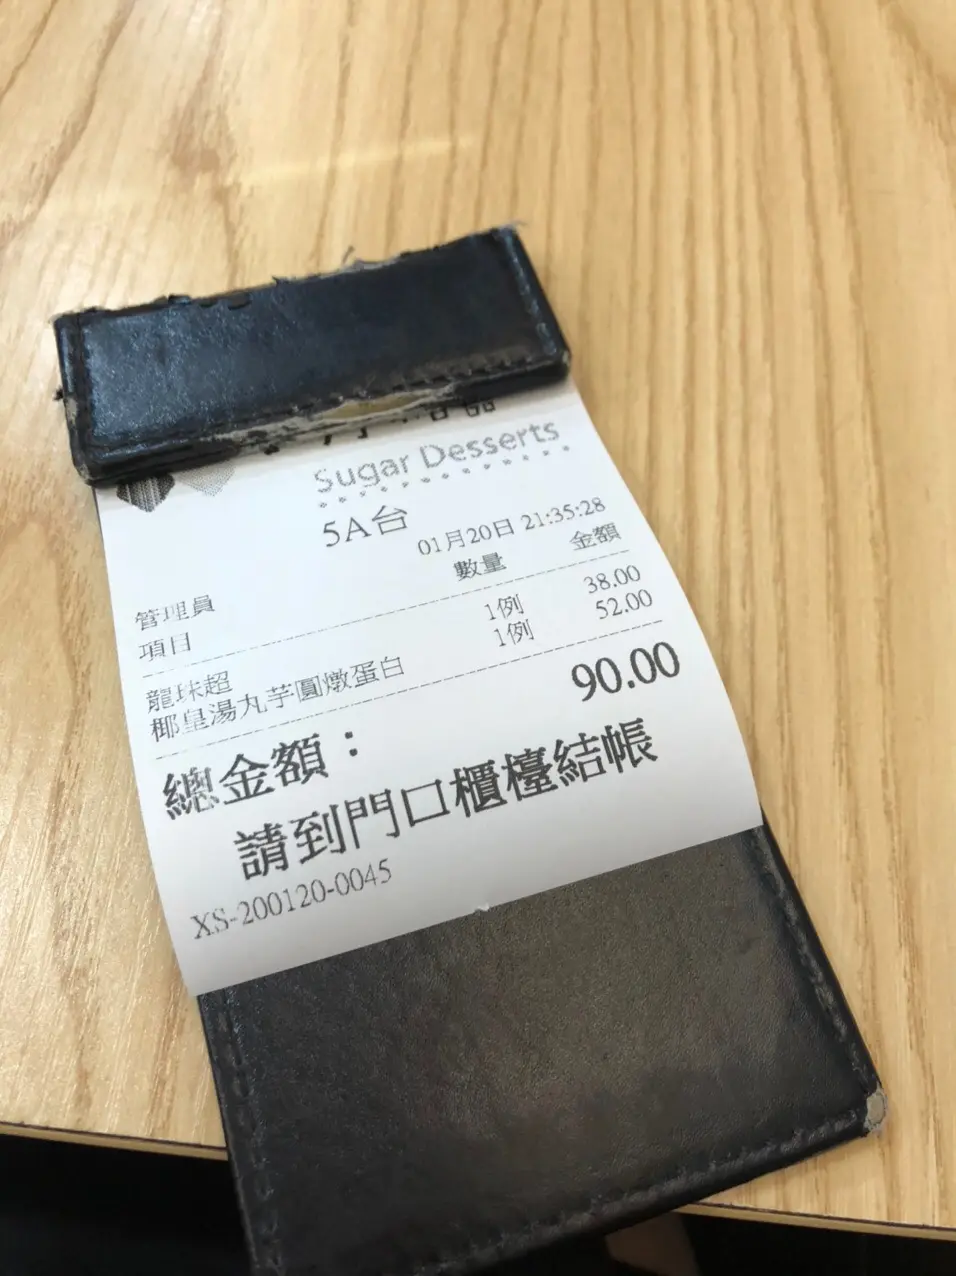 Sugar Desserts
5A台
01月20日 21:35:28
管理員
項目 數量 金額
龍珠超 1例 38.00
椰皇湯丸芋圓燉蛋白 1例 52.00
總金額： 90.00
請到門口櫃檯結帳
XS-200120-0045